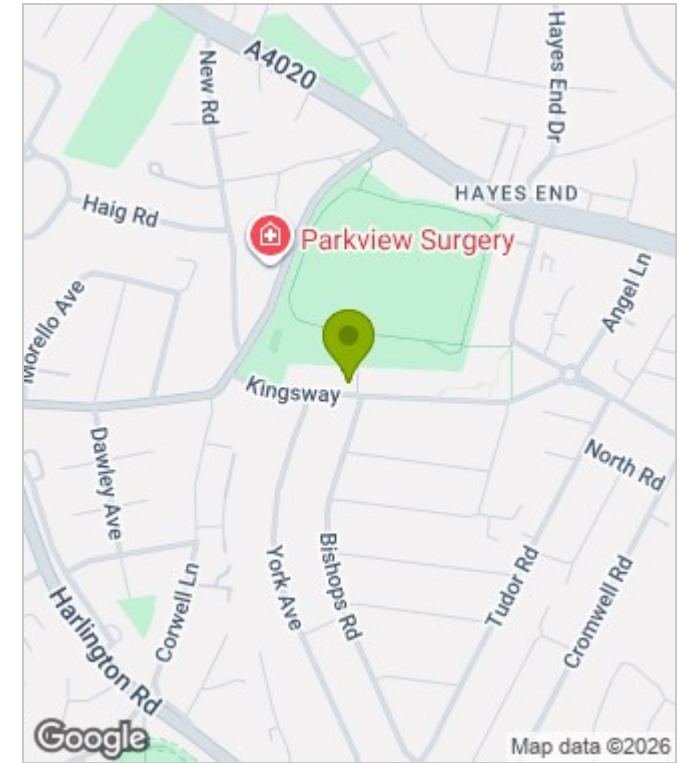 A4020
New Rd
Hayes End Dr
HAYES END
Haig Rd
Parkview Surgery
Angel Ln
Morello Ave
Kingsway
Dawley Ave
North Rd
York Ave
Bishops Rd
Tudor Rd
Cromwell Rd
Corwell Ln
Harlington Rd
Google
Map data ©2026